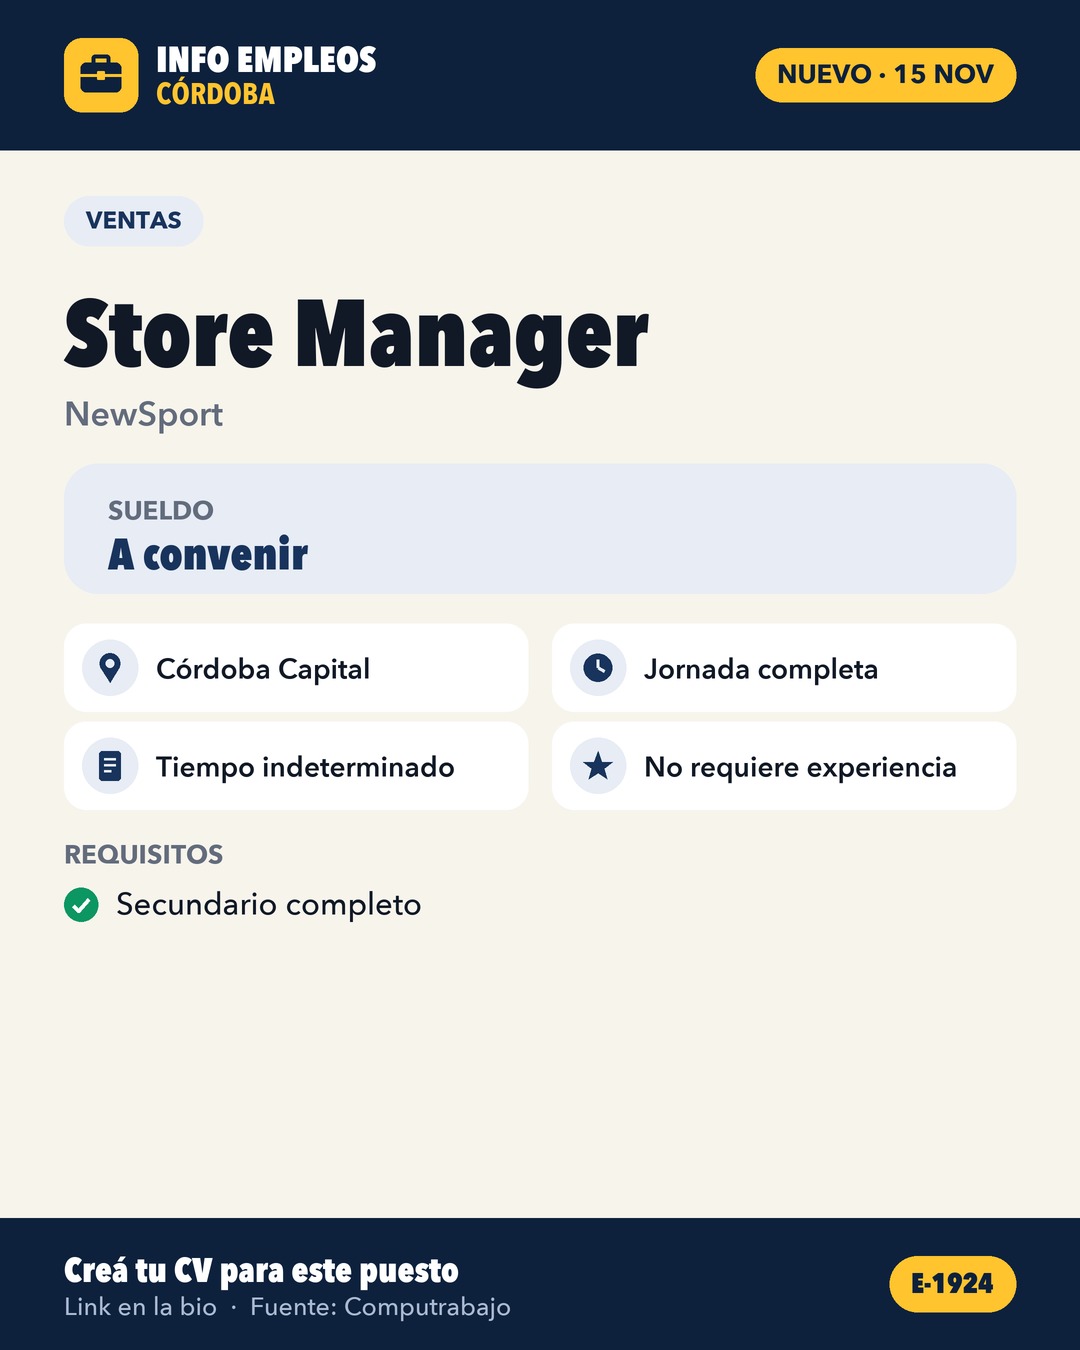 INFO EMPLEOS
CÓRDOBA
NUEVO · 15 NOV
VENTAS
Store Manager
NewSport
SUELDO
A convenir
Córdoba Capital
Jornada completa
Tiempo indeterminado
No requiere experiencia
REQUISITOS
Secundario completo
Creá tu CV para este puesto
Link en la bio · Fuente: Computrabajo
E-1924